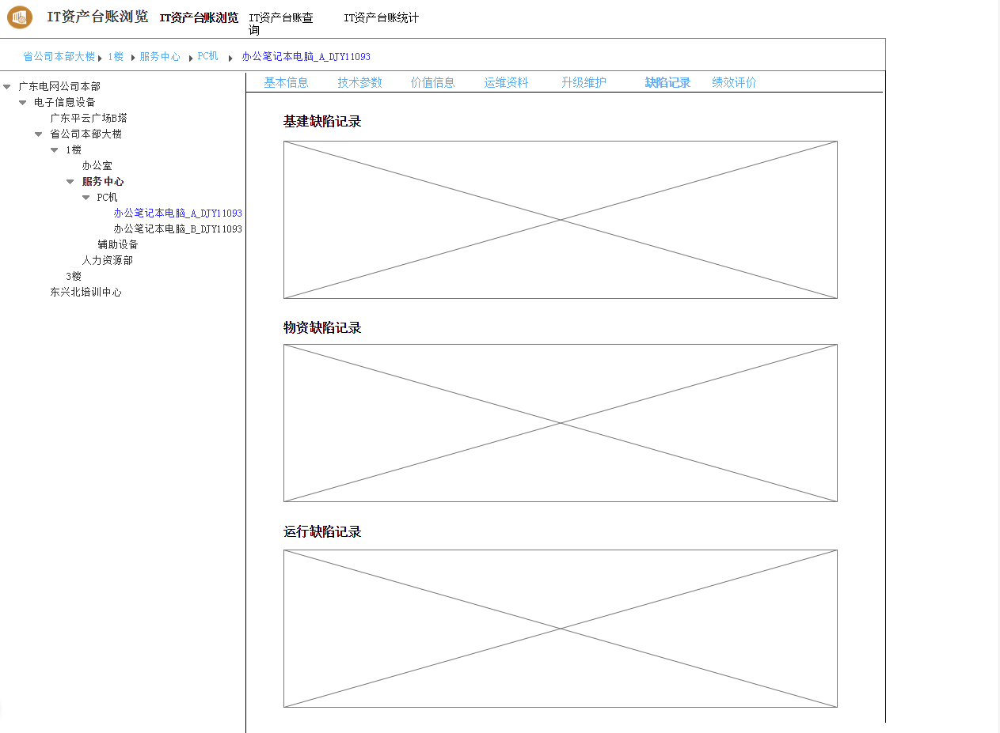 IT资产台账浏览
IT资产台账浏览
IT资产台账查
询
IT资产台账统计
省公司本部大楼
1楼
服务中心
PC机
办公笔记本电脑_A_DJY11093
广东电网公司本部
电子信息设备
广东平云广场B塔
省公司本部大楼
1楼
办公室
服务中心
PC机
办公笔记本电脑_A_DJY11093
办公笔记本电脑_B_DJY11093
辅助设备
人力资源部
3楼
东兴北培训中心
基本信息
技术参数
价值信息
运维资料
升级维护
缺陷记录
绩效评价
基建缺陷记录
物资缺陷记录
运行缺陷记录